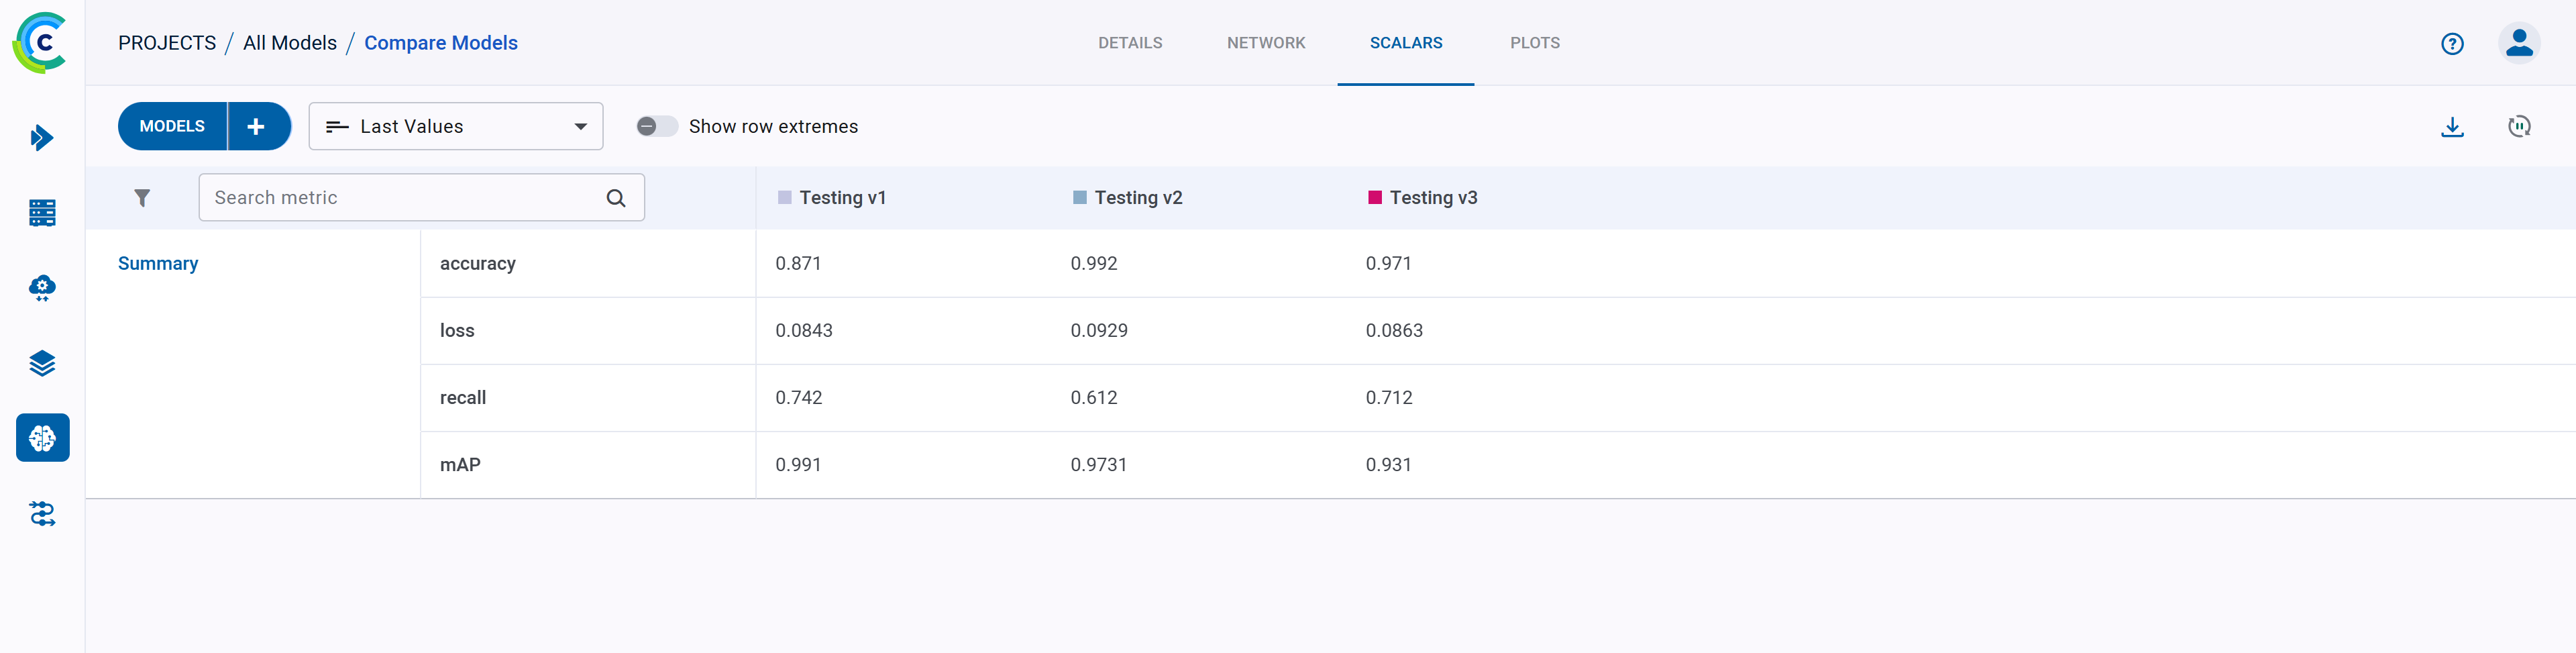 PROJECTS / All Models / Compare Models
DETAILS NETWORK SCALARS PLOTS
MODELS + Last Values Show row extremes
Search metric Testing v1 Testing v2 Testing v3
Summary accuracy 0.871 0.992 0.971
loss 0.0843 0.0929 0.0863
recall 0.742 0.612 0.712
mAP 0.991 0.9731 0.931